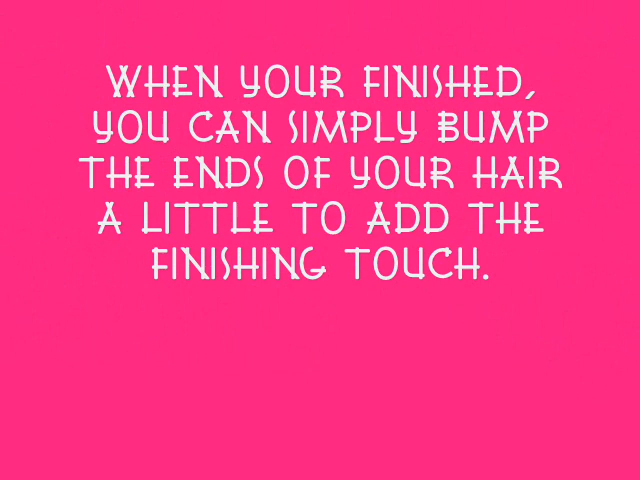 WHEN YOUR FINISHED,
YOU CAN SIMPLY BUMP
THE ENDS OF YOUR HAIR
A LITTLE TO ADD THE
FINISHING TOUCH.